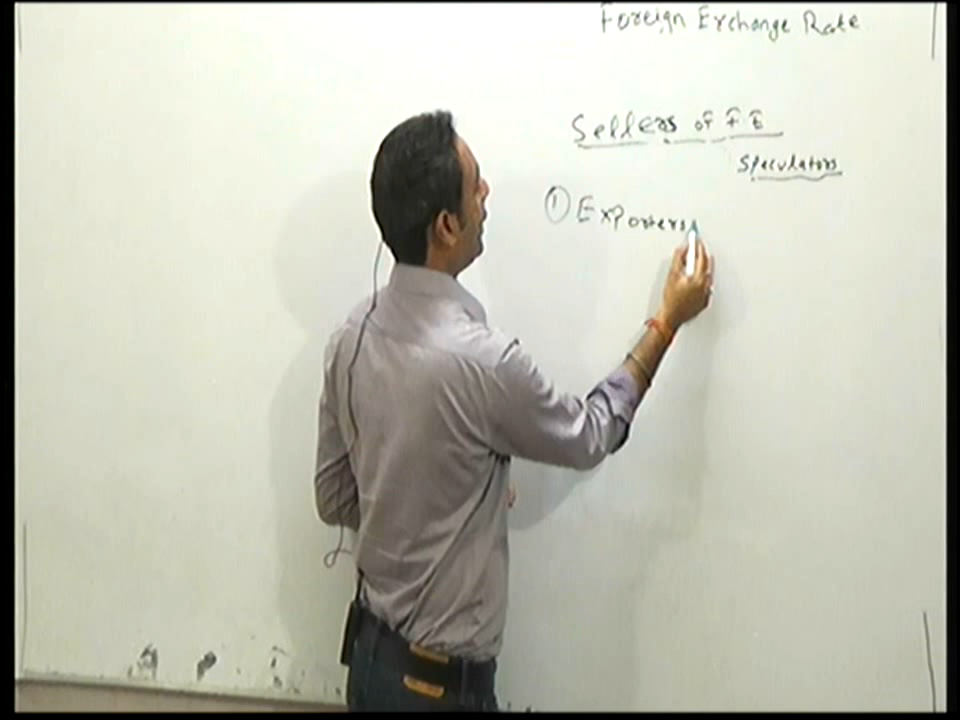 Foreign Exchange Rate
Sellers of F E
Speculators
① Exporters